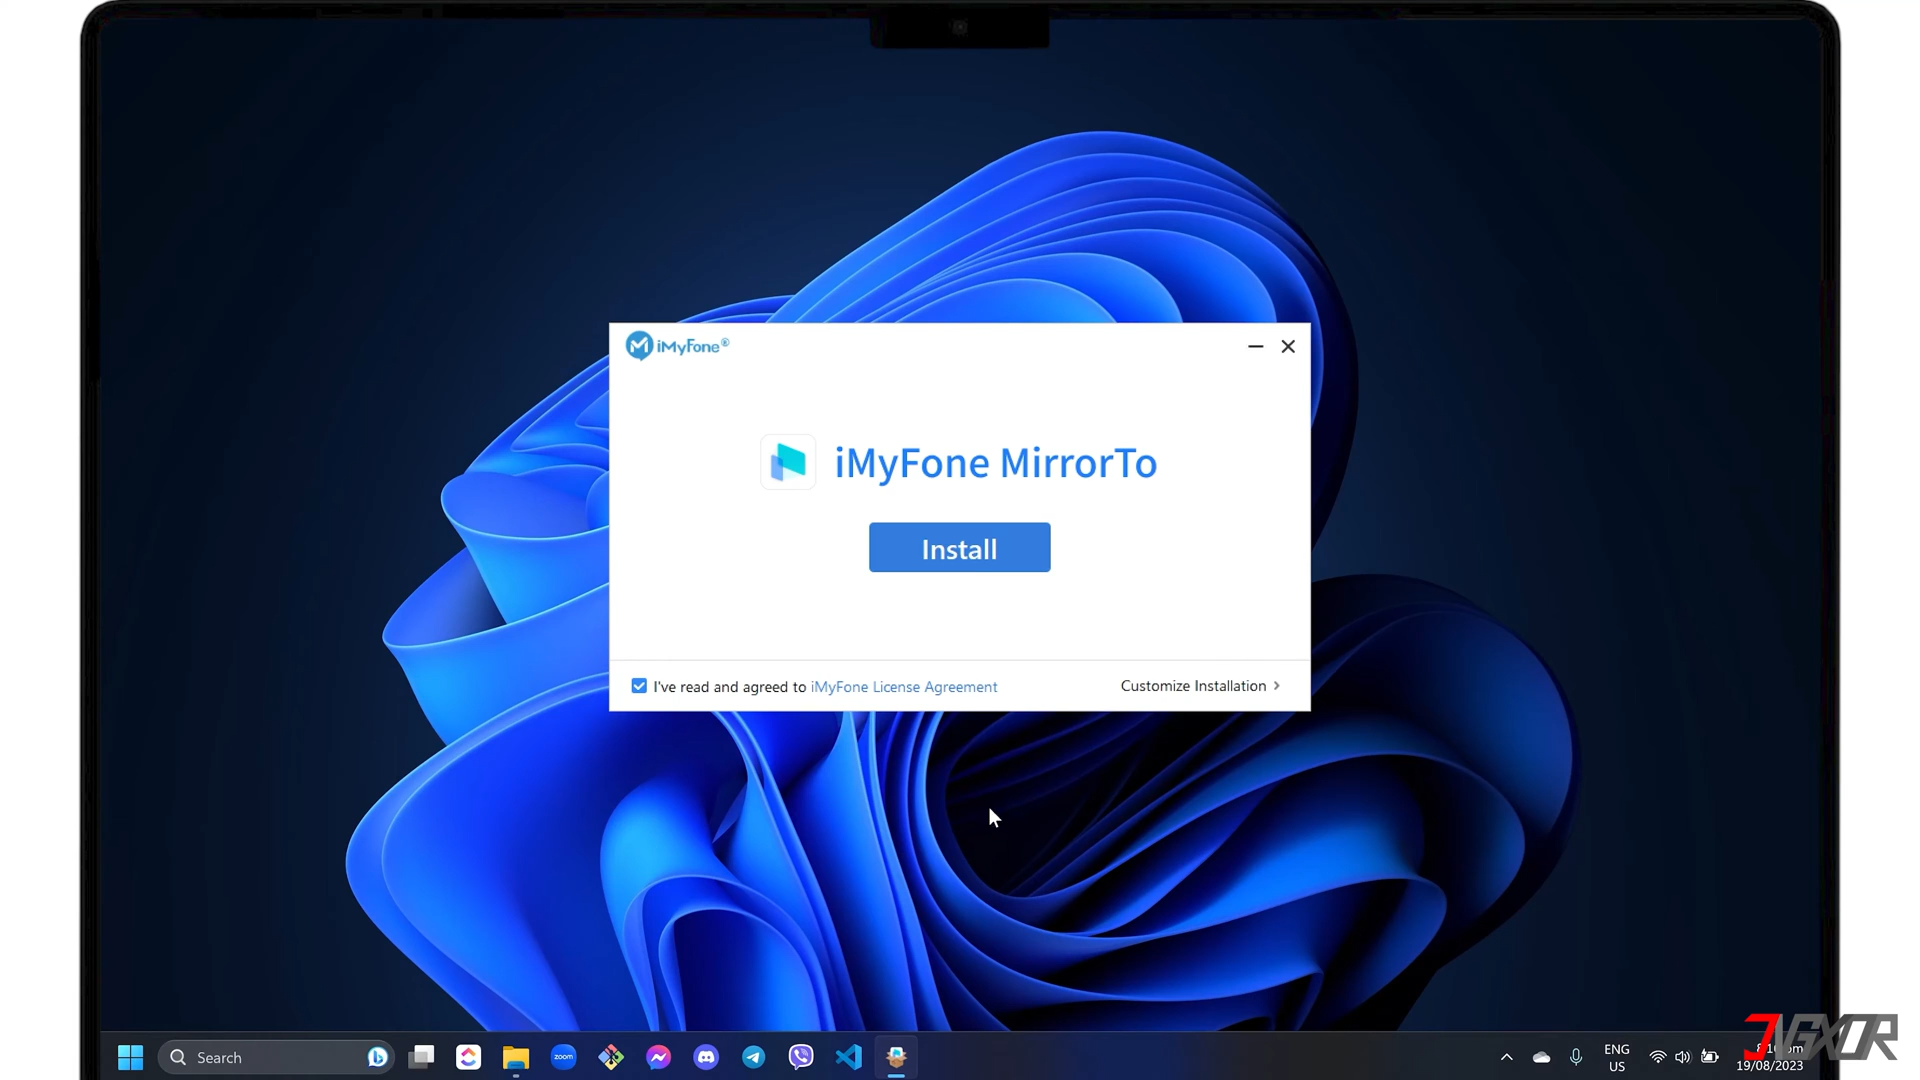 iMyFone®
iMyFone MirrorTo
Install
I've read and agreed to iMyFone License Agreement
Customize Installation
Search
zoom
ENG
US
19/08/2023
JVGXOR